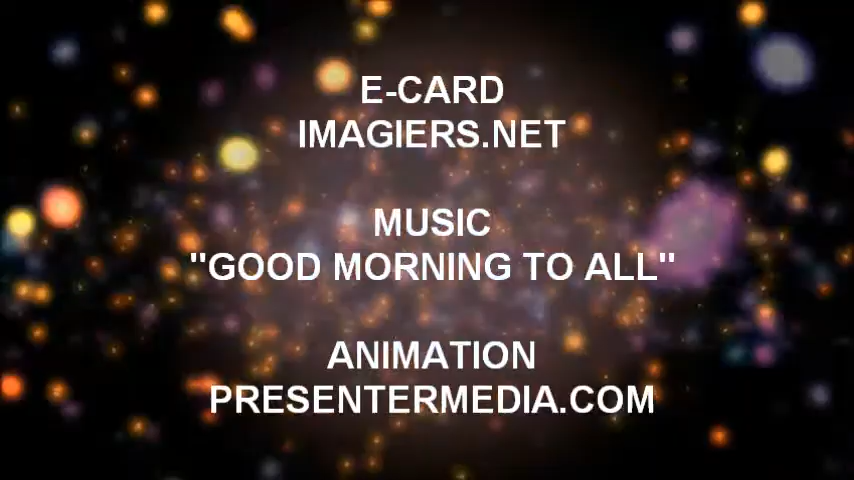 E-CARD
IMAGIERS.NET
MUSIC
"GOOD MORNING TO ALL"
ANIMATION
PRESENTERMEDIA.COM